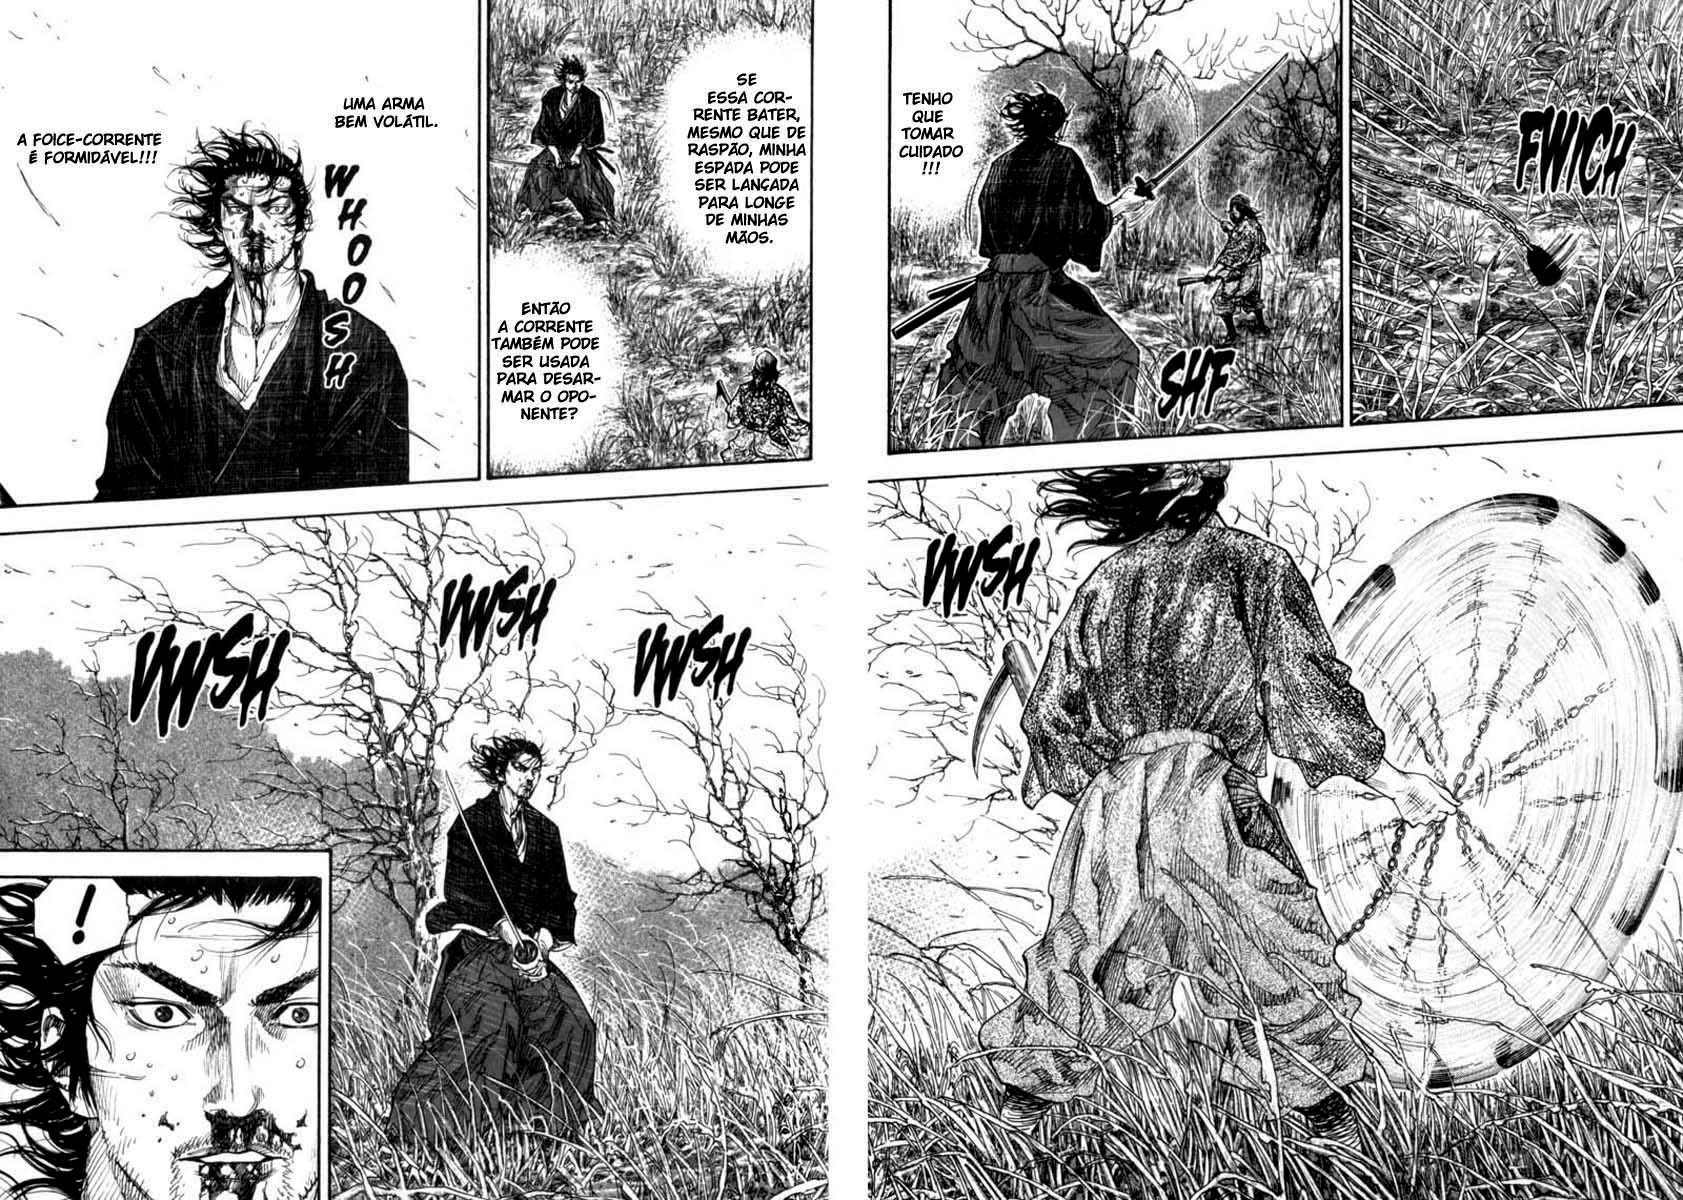 FWICH
TENHO
QUE
TOMAR
CUIDADO
!!!
SHF
VWSH
SE
ESSA COR-
RENTE BATER,
MESMO QUE DE
RASPÃO, MINHA
ESPADA PODE
SER LANÇADA
PARA LONGE
DE MINHAS
MÃOS.
ENTÃO
A CORRENTE
TAMBÉM PODE
SER USADA
PARA DESAR-
MAR O OPO-
NENTE?
UMA ARMA
BEM VOLÁTIL.
A FOICE-CORRENTE
É FORMIDÁVEL!!!
WHOOSH
VWSH
VWSH
VWSH
!